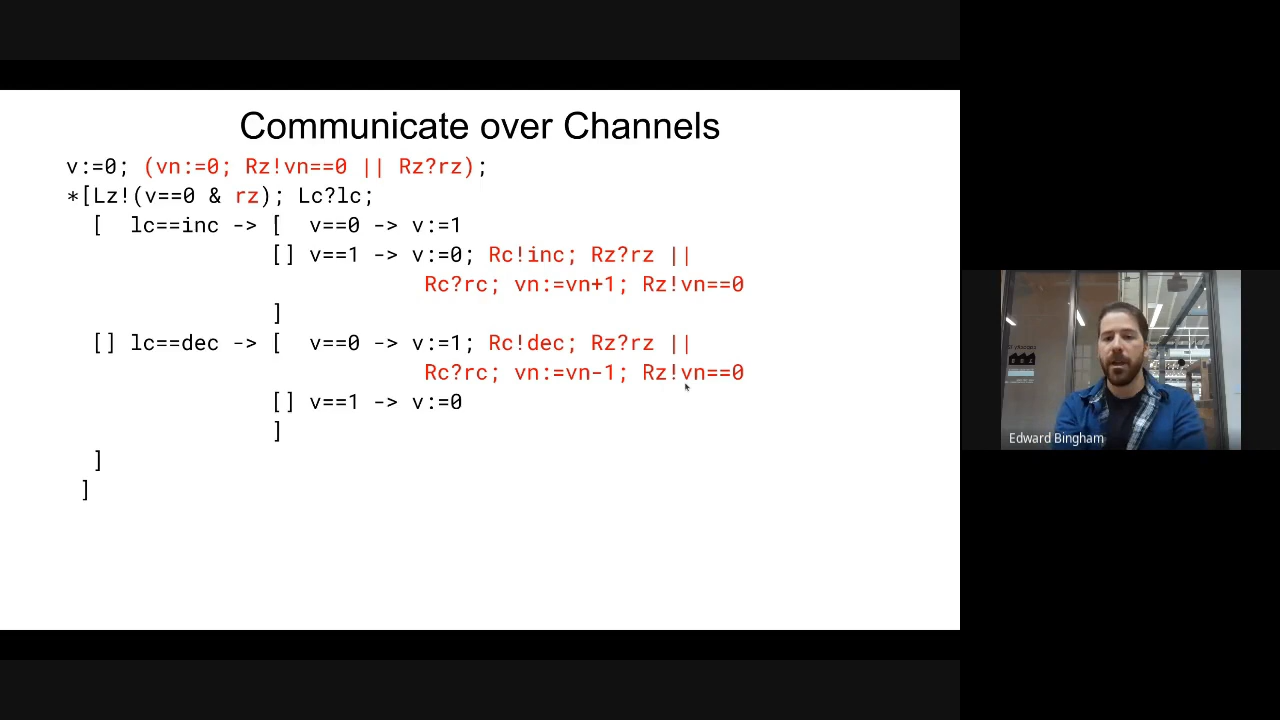 Communicate over Channels
v:=0; (vn:=0; Rz!vn==0 || Rz?rz);
*[Lz!(v==0 & rz); Lc?lc;
[ lc==inc -> [ v==0 -> v:=1
[] v==1 -> v:=0; Rc!inc; Rz?rz ||
Rc?rc; vn:=vn+1; Rz!vn==0
]
[] lc==dec -> [ v==0 -> v:=1; Rc!dec; Rz?rz ||
Rc?rc; vn:=vn-1; Rz!vn==0
[] v==1 -> v:=0
]
]
]
Edward Bingham